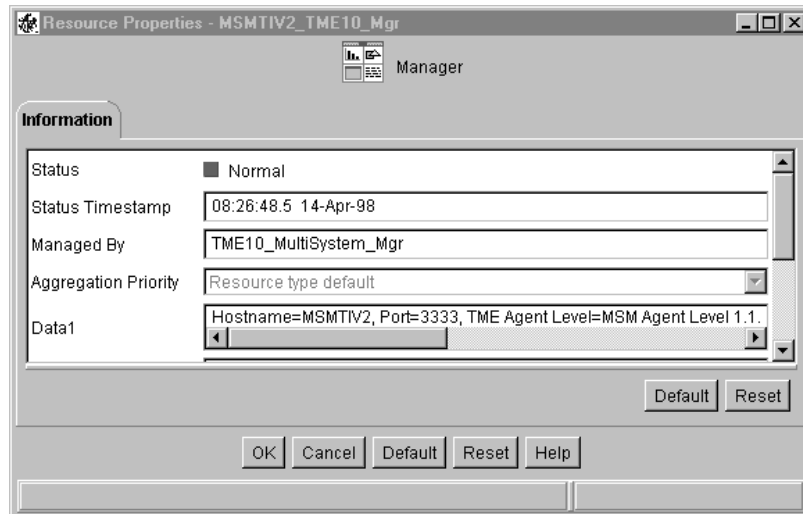 Resource Properties - MSMTIV2_TME10_Mgr
Manager
Information
Status Normal
Status Timestamp 08:26:48.5 14-Apr-98
Managed By TME10_MultiSystem_Mgr
Aggregation Priority Resource type default
Data1 Hostname=MSMTIV2, Port=3333, TME Agent Level=MSM Agent Level 1.1.
Default Reset
OK Cancel Default Reset Help